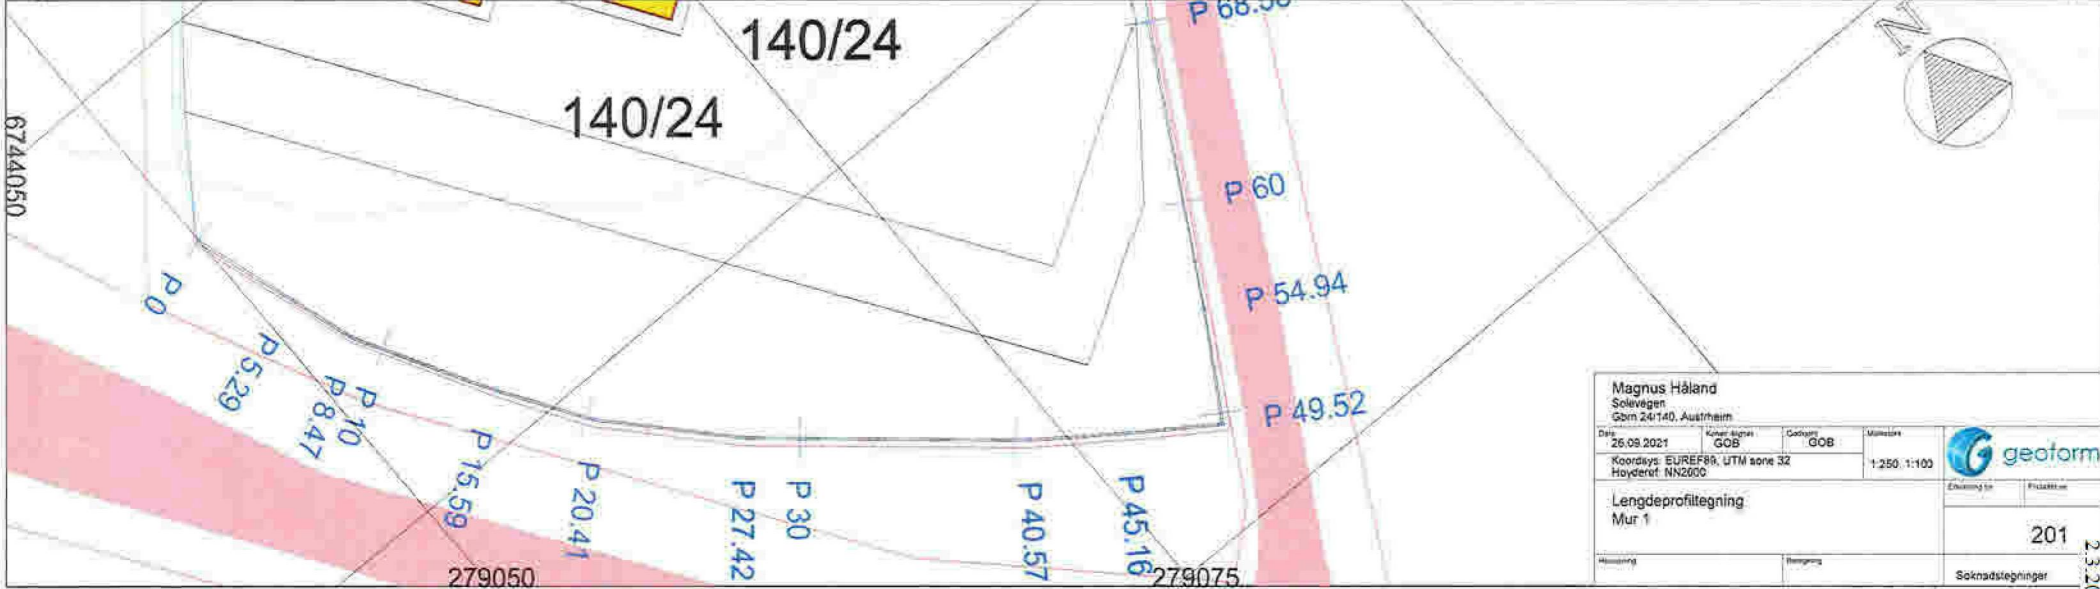 140/24
140/24
6744050
N
P 60
P 54.94
P 49.52
P 0
P 5.29
P 8.47
P 10
P 15.59
P 20.41
P 27.42
P 30
P 40.57
P 45.16
279050
279075
Magnus Håland
Solevegen
Gbrn 24/140, Austrheim
Dato
25.09.2021
GOB
GOB
1:250, 1:100
Koordsys: EUREF89, UTM sone 32
Høyderef: NN2000
geoform
Lengdeprofiltegning
Mur 1
201
Søknadstegninger